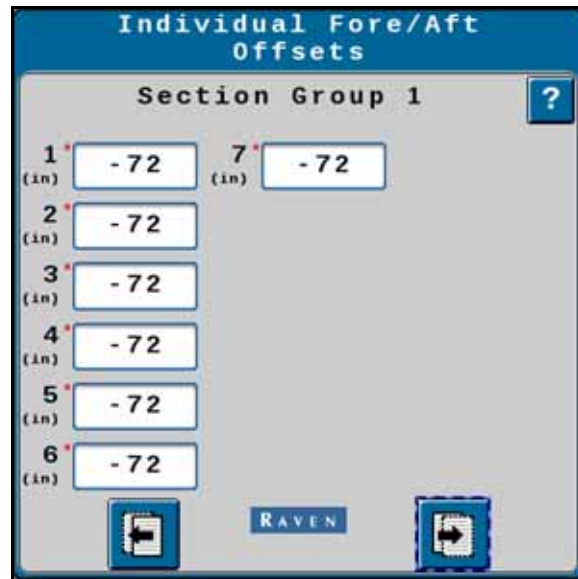 Individual Fore/Aft
Offsets
Section Group 1
?
1 * -72 7 * -72
(in) (in)
2 * -72
(in)
3 * -72
(in)
4 * -72
(in)
5 * -72
(in)
6 * -72
(in)
RAVEN